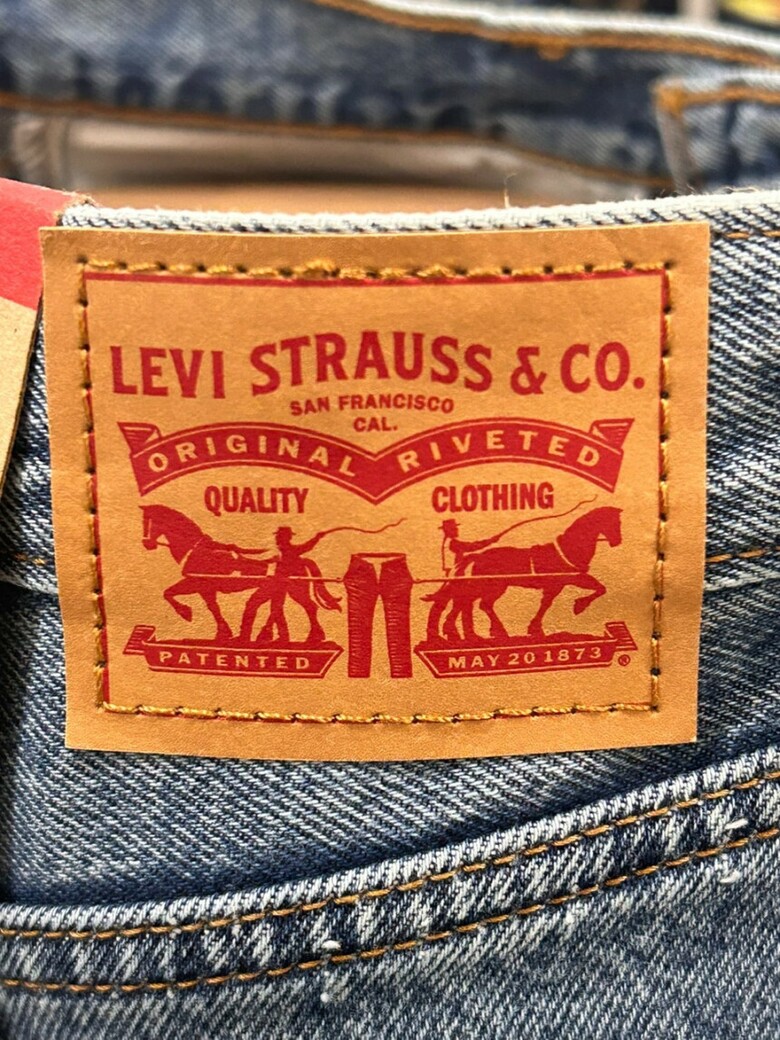 LEVI STRAUSS & CO.
SAN FRANCISCO
CAL.
ORIGINAL RIVETED
QUALITY CLOTHING
PATENTED MAY 20 1873 ®